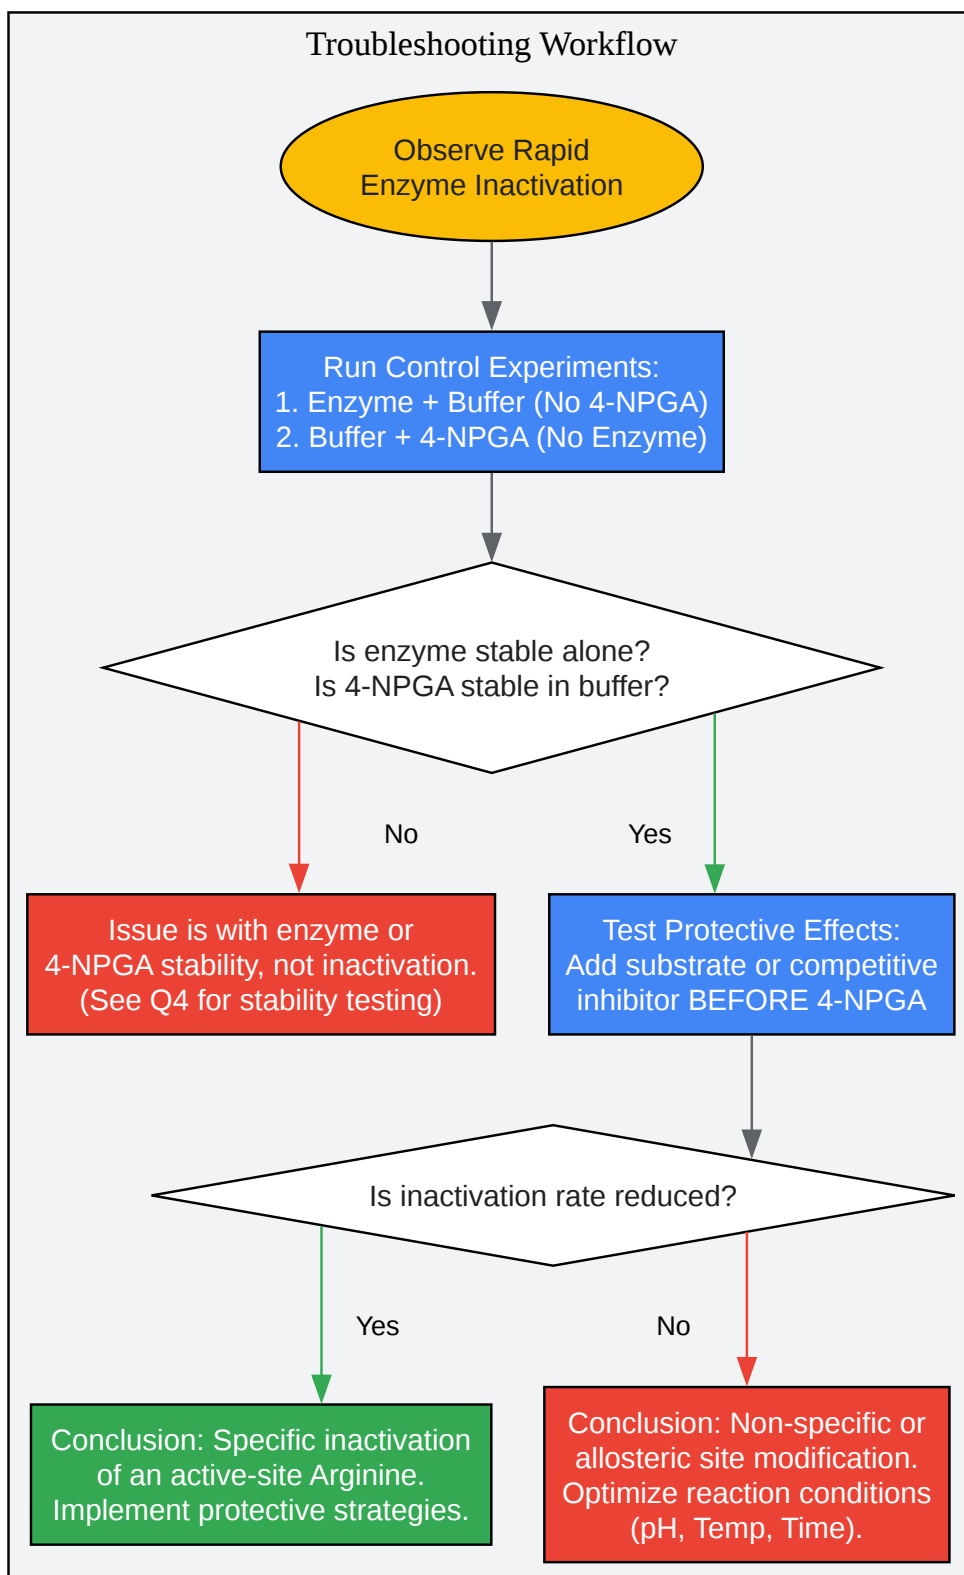 Troubleshooting Workflow
Observe Rapid
Enzyme Inactivation
Run Control Experiments:
1. Enzyme + Buffer (No 4-NPGA)
2. Buffer + 4-NPGA (No Enzyme)
Is enzyme stable alone?
Is 4-NPGA stable in buffer?
No
Yes
Issue is with enzyme or
4-NPGA stability, not inactivation.
(See Q4 for stability testing)
Test Protective Effects:
Add substrate or competitive
inhibitor BEFORE 4-NPGA
Is inactivation rate reduced?
Yes
No
Conclusion: Specific inactivation
of an active-site Arginine.
Implement protective strategies.
Conclusion: Non-specific or
allosteric site modification.
Optimize reaction conditions
(pH, Temp, Time).